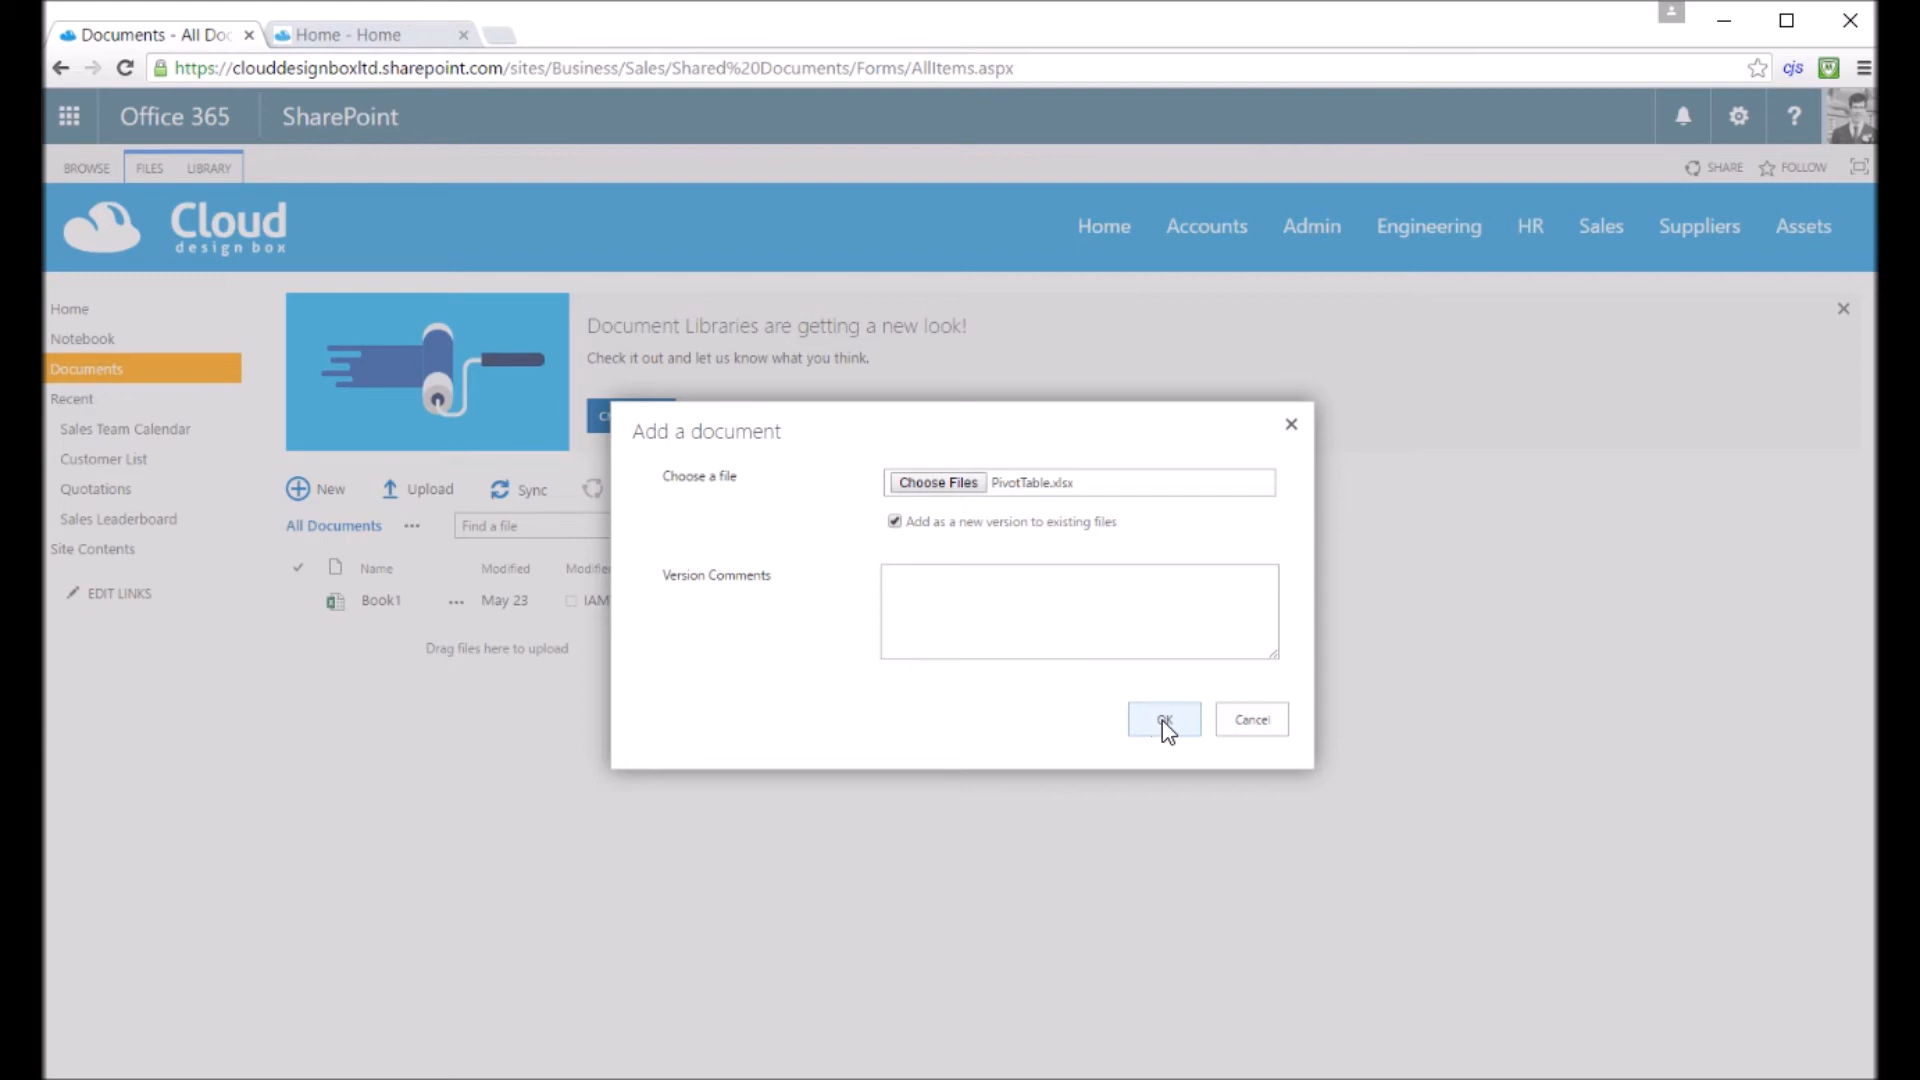 Documents - All Doc
Home - Home
https://clouddesignboxltd.sharepoint.com/sites/Business/Sales/Shared%20Documents/Forms/AllItems.aspx
cjs
Office 365
SharePoint
?
BROWSE
FILES
LIBRARY
SHARE
FOLLOW
Cloud
design box
Home
Accounts
Admin
Engineering
HR
Sales
Suppliers
Assets
Home
Notebook
Documents
Recent
Sales Team Calendar
Customer List
Quotations
Sales Leaderboard
Site Contents
EDIT LINKS
Document Libraries are getting a new look!
Check it out and let us know what you think.
New
Upload
Sync
All Documents
Find a file
Name
Modified
Modifie
Book1
May 23
IAM
Drag files here to upload
Add a document
Choose a file
Choose Files PivotTable.xlsx
Add as a new version to existing files
Version Comments
OK
Cancel